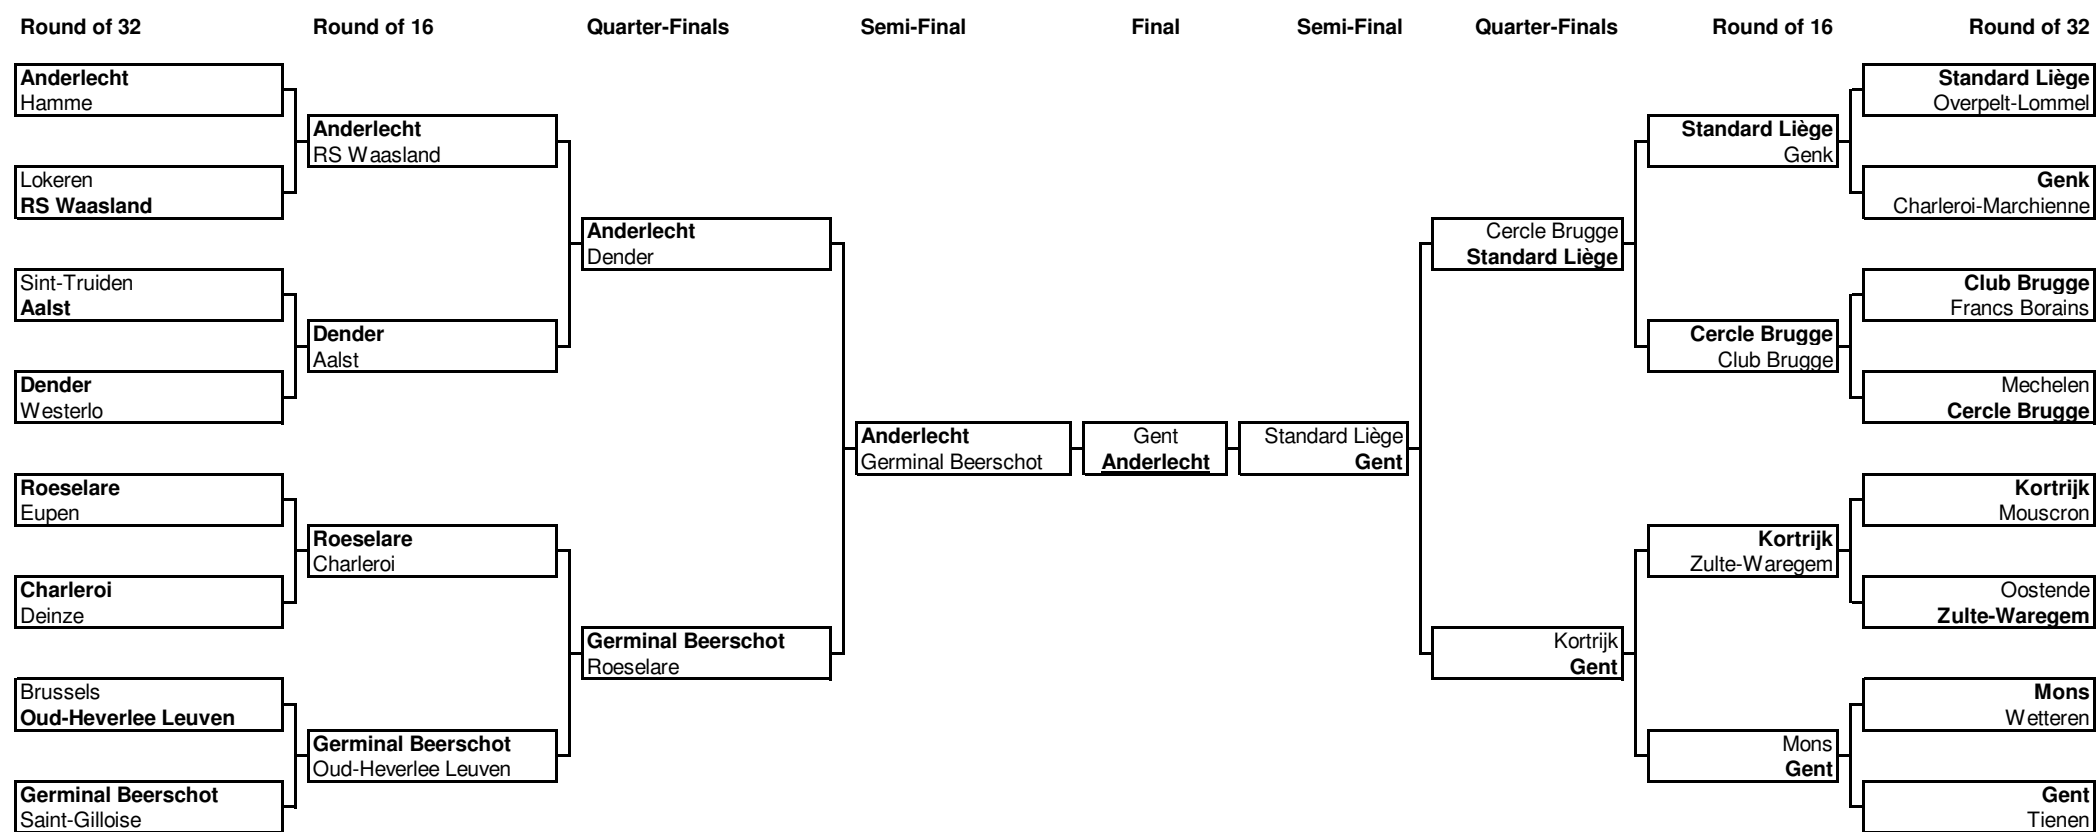 Round of 32 Round of 16 Quarter-Finals Semi-Final Final Semi-Final Quarter-Finals Round of 16 Round of 32
Anderlecht
Hamme
Lokeren
RS Waasland
Sint-Truiden
Aalst
Dender
Westerlo
Roeselare
Eupen
Charleroi
Deinze
Brussels
Oud-Heverlee Leuven
Germinal Beerschot
Saint-Gilloise
Anderlecht
RS Waasland
Dender
Aalst
Roeselare
Charleroi
Germinal Beerschot
Oud-Heverlee Leuven
Anderlecht
Dender
Germinal Beerschot
Roeselare
Anderlecht
Germinal Beerschot
Gent
Anderlecht
Standard Liège
Gent
Cercle Brugge
Standard Liège
Kortrijk
Gent
Standard Liège
Genk
Cercle Brugge
Club Brugge
Kortrijk
Zulte-Waregem
Mons
Gent
Standard Liège
Overpelt-Lommel
Genk
Charleroi-Marchienne
Club Brugge
Francs Borains
Mechelen
Cercle Brugge
Kortrijk
Mouscron
Oostende
Zulte-Waregem
Mons
Wetteren
Gent
Tienen